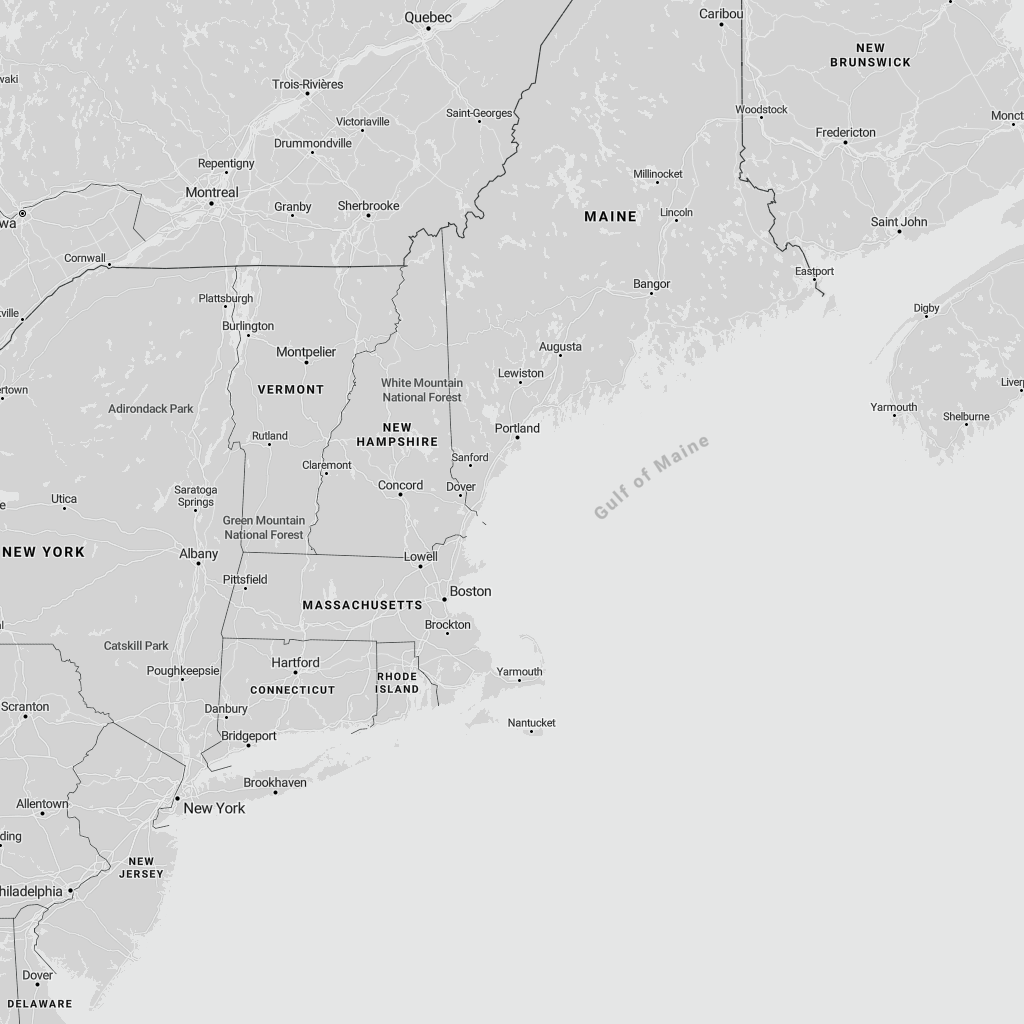 Quebec
Caribou
NEW
BRUNSWICK
waki
Trois-Rivières
Victoriaville
Saint-Georges
Woodstock
Monct
Drummondville
Fredericton
Repentigny
Montreal
Millinocket
Granby
Sherbrooke
MAINE
Lincoln
wa
Saint John
Cornwall
Eastport
Bangor
Plattsburgh
ville
Digby
Burlington
Montpelier
Augusta
Lewiston
ertown
VERMONT
White Mountain
National Forest
Liverp
Adirondack Park
Yarmouth
Shelburne
NEW
HAMPSHIRE
Portland
Rutland
Gulf of Maine
Claremont
Sanford
Utica
Saratoga
Springs
Concord
Dover
e
Green Mountain
National Forest
NEW YORK
Albany
Lowell
Pittsfield
Boston
MASSACHUSETTS
Brockton
l
Catskill Park
Poughkeepsie
Hartford
CONNECTICUT
RHODE
ISLAND
Yarmouth
Scranton
Danbury
Nantucket
Bridgeport
Brookhaven
Allentown
New York
ding
NEW
JERSEY
hiladelphia
Dover
DELAWARE